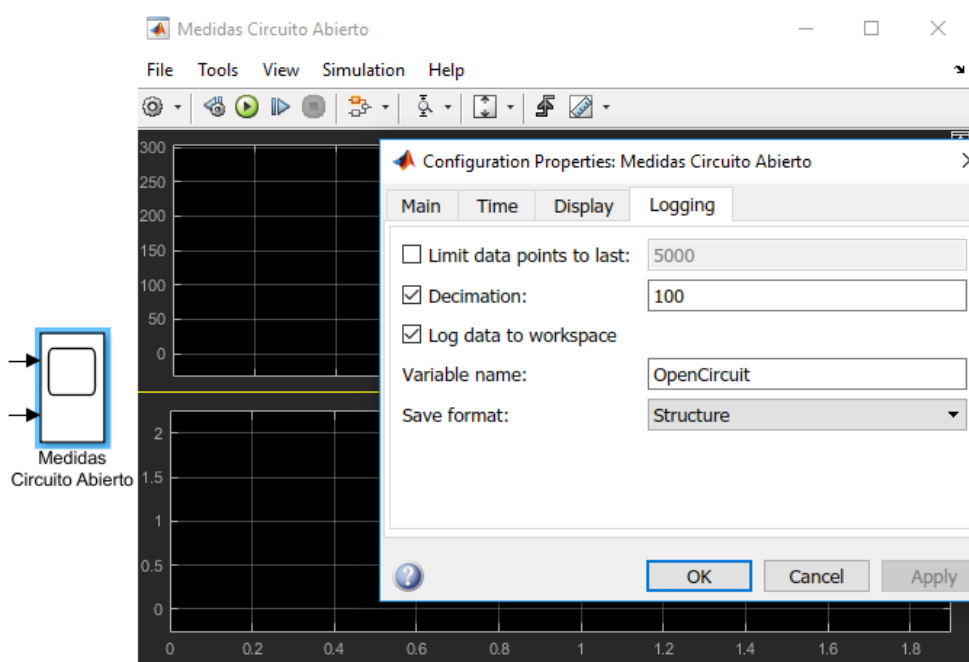 Medidas Circuito Abierto
File Tools View Simulation Help
300
250
200
150
100
50
0
2
1.5
1
0.5
0
0 0.2 0.4 0.6 0.8 1 1.2 1.4 1.6 1.8
Configuration Properties: Medidas Circuito Abierto
Main Time Display Logging
Limit data points to last: 5000
Decimation: 100
Log data to workspace
Variable name: OpenCircuit
Save format: Structure
? OK Cancel Apply
Medidas
Circuito Abierto